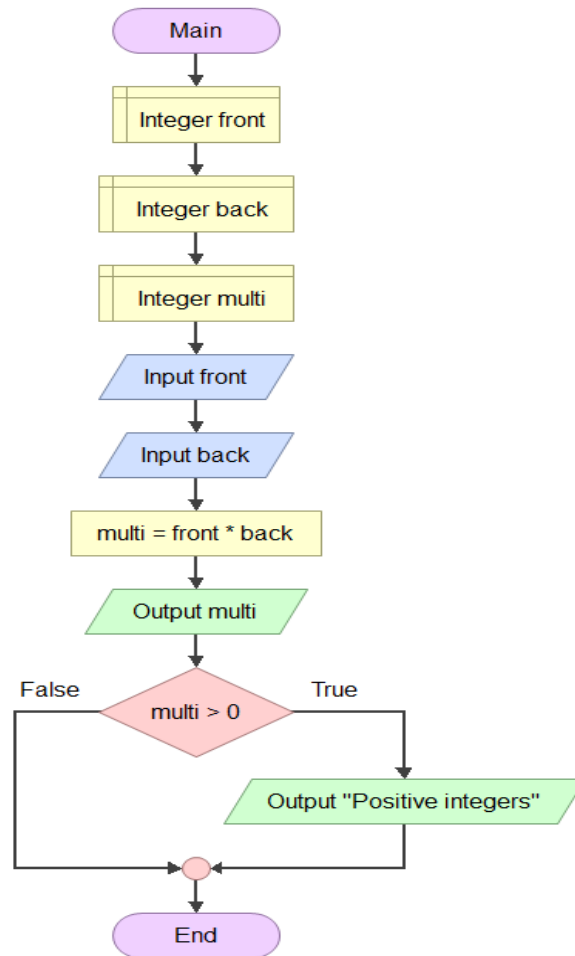 Main
Integer front
Integer back
Integer multi
Input front
Input back
multi = front * back
Output multi
False
True
multi > 0
Output "Positive integers"
End